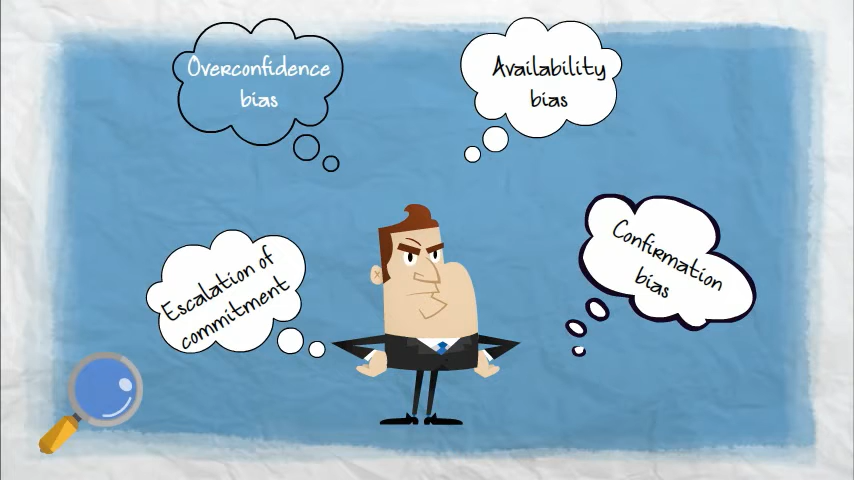 Overconfidence
bias
Availability
bias
Escalation of
commitment
Confirmation
bias